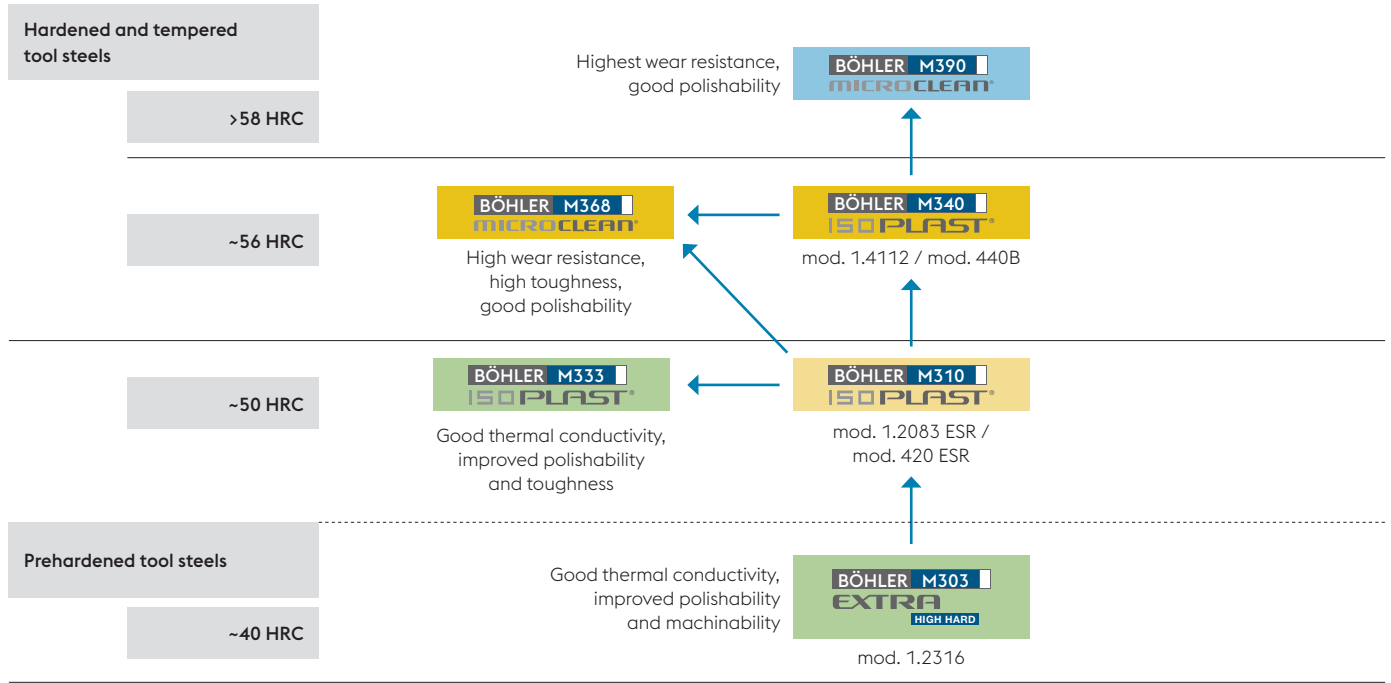 Hardened and tempered
tool steels
Highest wear resistance,
good polishability
BÖHLER M390
MICROCLEAN®
>58 HRC
~56 HRC
BÖHLER M368
MICROCLEAN®
High wear resistance,
high toughness,
good polishability
BÖHLER M340
ISOPLAST®
mod. 1.4112 / mod. 440B
~50 HRC
BÖHLER M333
ISOPLAST®
Good thermal conductivity,
improved polishability
and toughness
BÖHLER M310
ISOPLAST®
mod. 1.2083 ESR /
mod. 420 ESR
Prehardened tool steels
~40 HRC
Good thermal conductivity,
improved polishability
and machinability
BÖHLER M303
EXTRA
HIGH HARD
mod. 1.2316